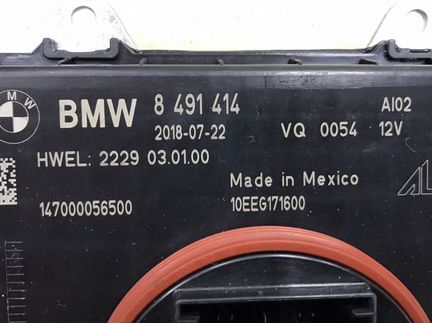 BMW 8 491 414 AI02
2018-07-22 VQ 0054 12V
HWEL: 2229 03.01.00
Made in Mexico
147000056500 10EEG171600